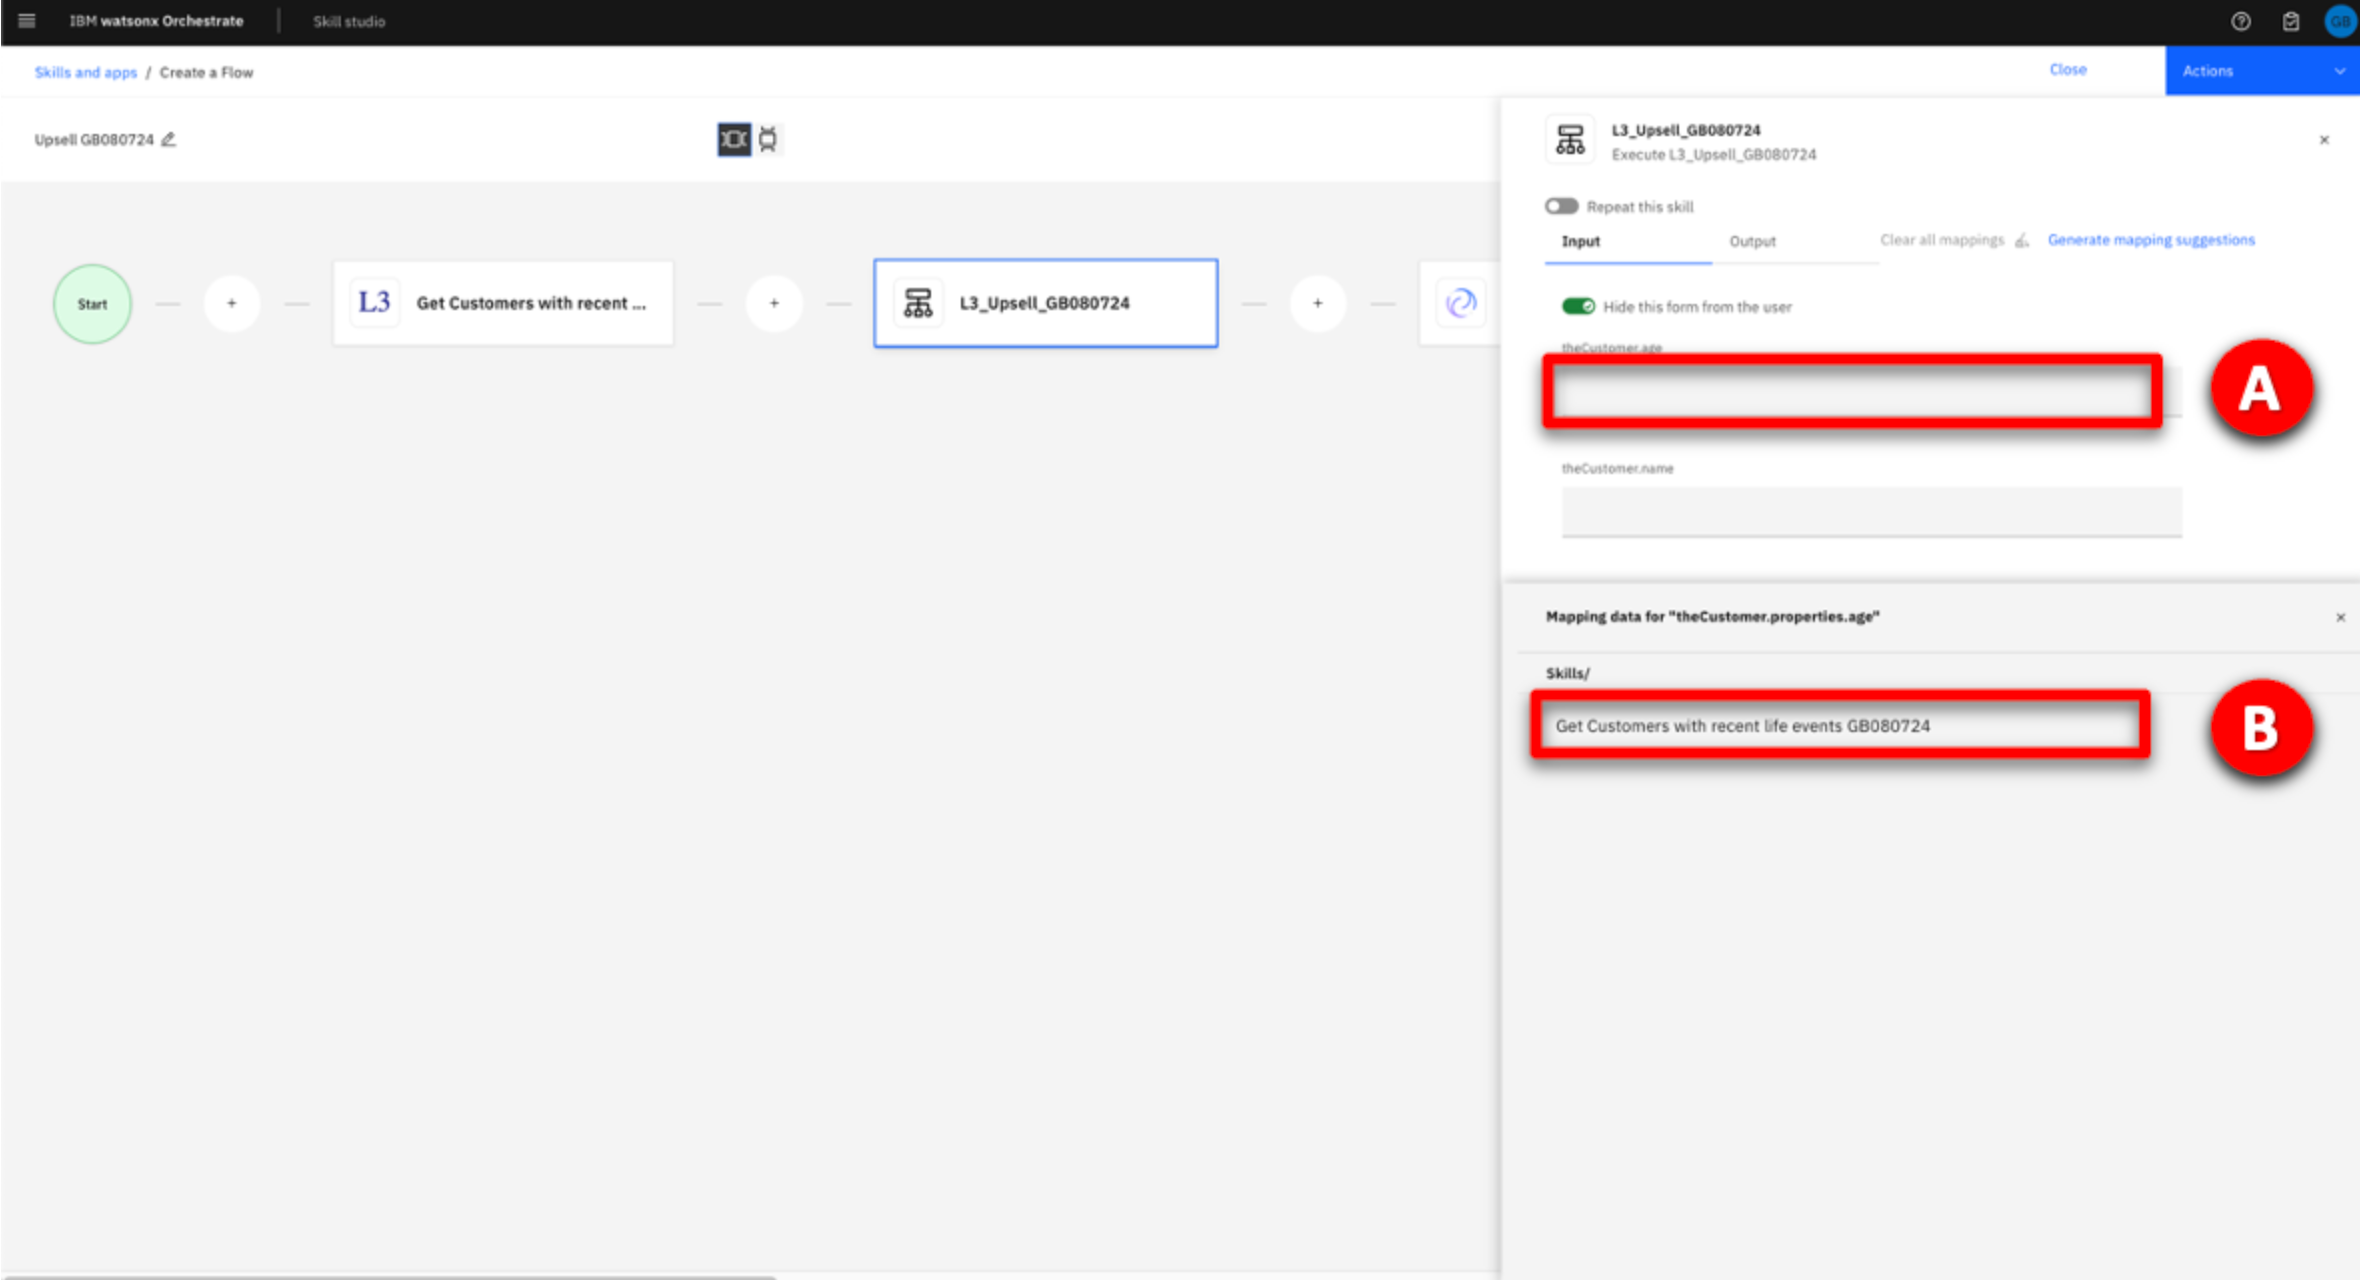 IBM watsonx Orchestrate
Skill studio
GB
Skills and apps / Create a Flow
Close
Actions
Upsell GB080724
L3_Upsell_GB080724
Execute L3_Upsell_GB080724
Repeat this skill
Input
Output
Clear all mappings
Generate mapping suggestions
Start
+
L3
Get Customers with recent ...
+
L3_Upsell_GB080724
+
Hide this form from the user
theCustomer.age
A
theCustomer.name
Mapping data for "theCustomer.properties.age"
Skills/
Get Customers with recent life events GB080724
B